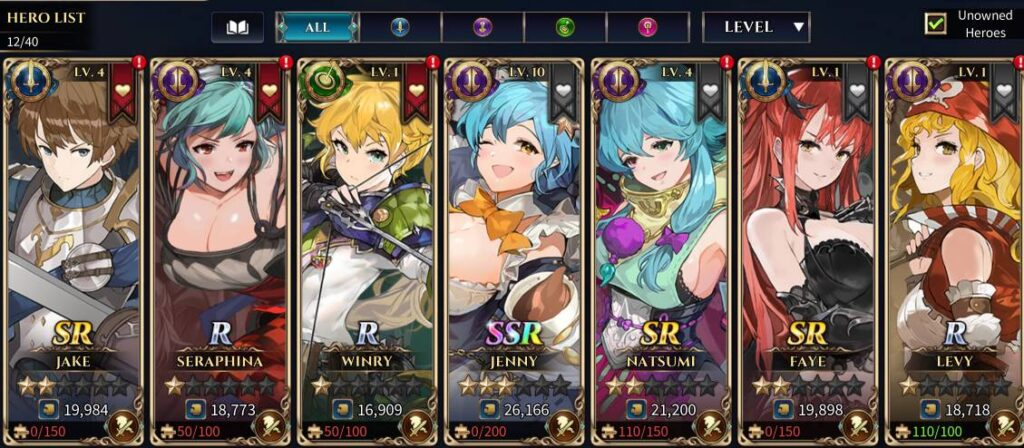 HERO LIST
12/40
ALL
LEVEL
Unowned
Heroes
LV. 4
SR
JAKE
19,984
0/150
LV. 4
R
SERAPHINA
18,773
50/100
LV. 1
R
WINRY
16,909
50/100
LV. 10
SSR
JENNY
26,166
0/200
LV. 4
SR
NATSUMI
21,200
110/150
LV. 1
SR
FAYE
19,898
50/150
LV. 1
R
LEVY
18,718
110/100